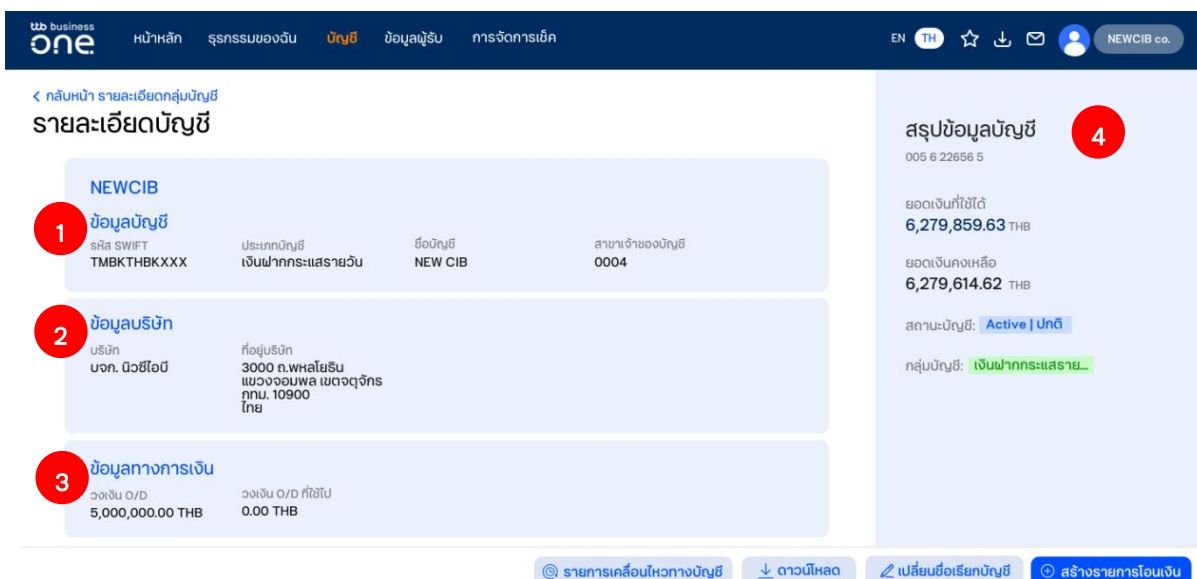 ttb business
one
หน้าหลัก ธุรกรรมของฉัน บัญชี ข้อมูลผู้รับ การจัดการเช็ค EN TH NEWCIB co.
< กลับหน้า รายละเอียดกลุ่มบัญชี
รายละเอียดบัญชี
NEWCIB
1
ข้อมูลบัญชี
รหัส SWIFT ประเภทบัญชี ชื่อบัญชี สาขาเจ้าของบัญชี
TMBKTHBKXXX เงินฝากกระแสรายวัน NEW CIB 0004
2
ข้อมูลบริษัท
บริษัท ที่อยู่บริษัท
บจก. นิวซีไอบี 3000 ถ.พหลโยธิน
แขวงจอมพล เขตจตุจักร
กทม. 10900
ไทย
3
ข้อมูลทางการเงิน
วงเงิน O/D วงเงิน O/D ที่ใช้ไป
5,000,000.00 THB 0.00 THB
สรุปข้อมูลบัญชี
4
005 6 22656 5
ยอดเงินที่ใช้ได้
6,279,859.63 THB
ยอดเงินคงเหลือ
6,279,614.62 THB
สถานะบัญชี: Active | ปกติ
กลุ่มบัญชี: เงินฝากกระแสราย...
รายการเคลื่อนไหวทางบัญชี ดาวน์โหลด เปลี่ยนชื่อเรียกบัญชี สร้างรายการโอนเงิน